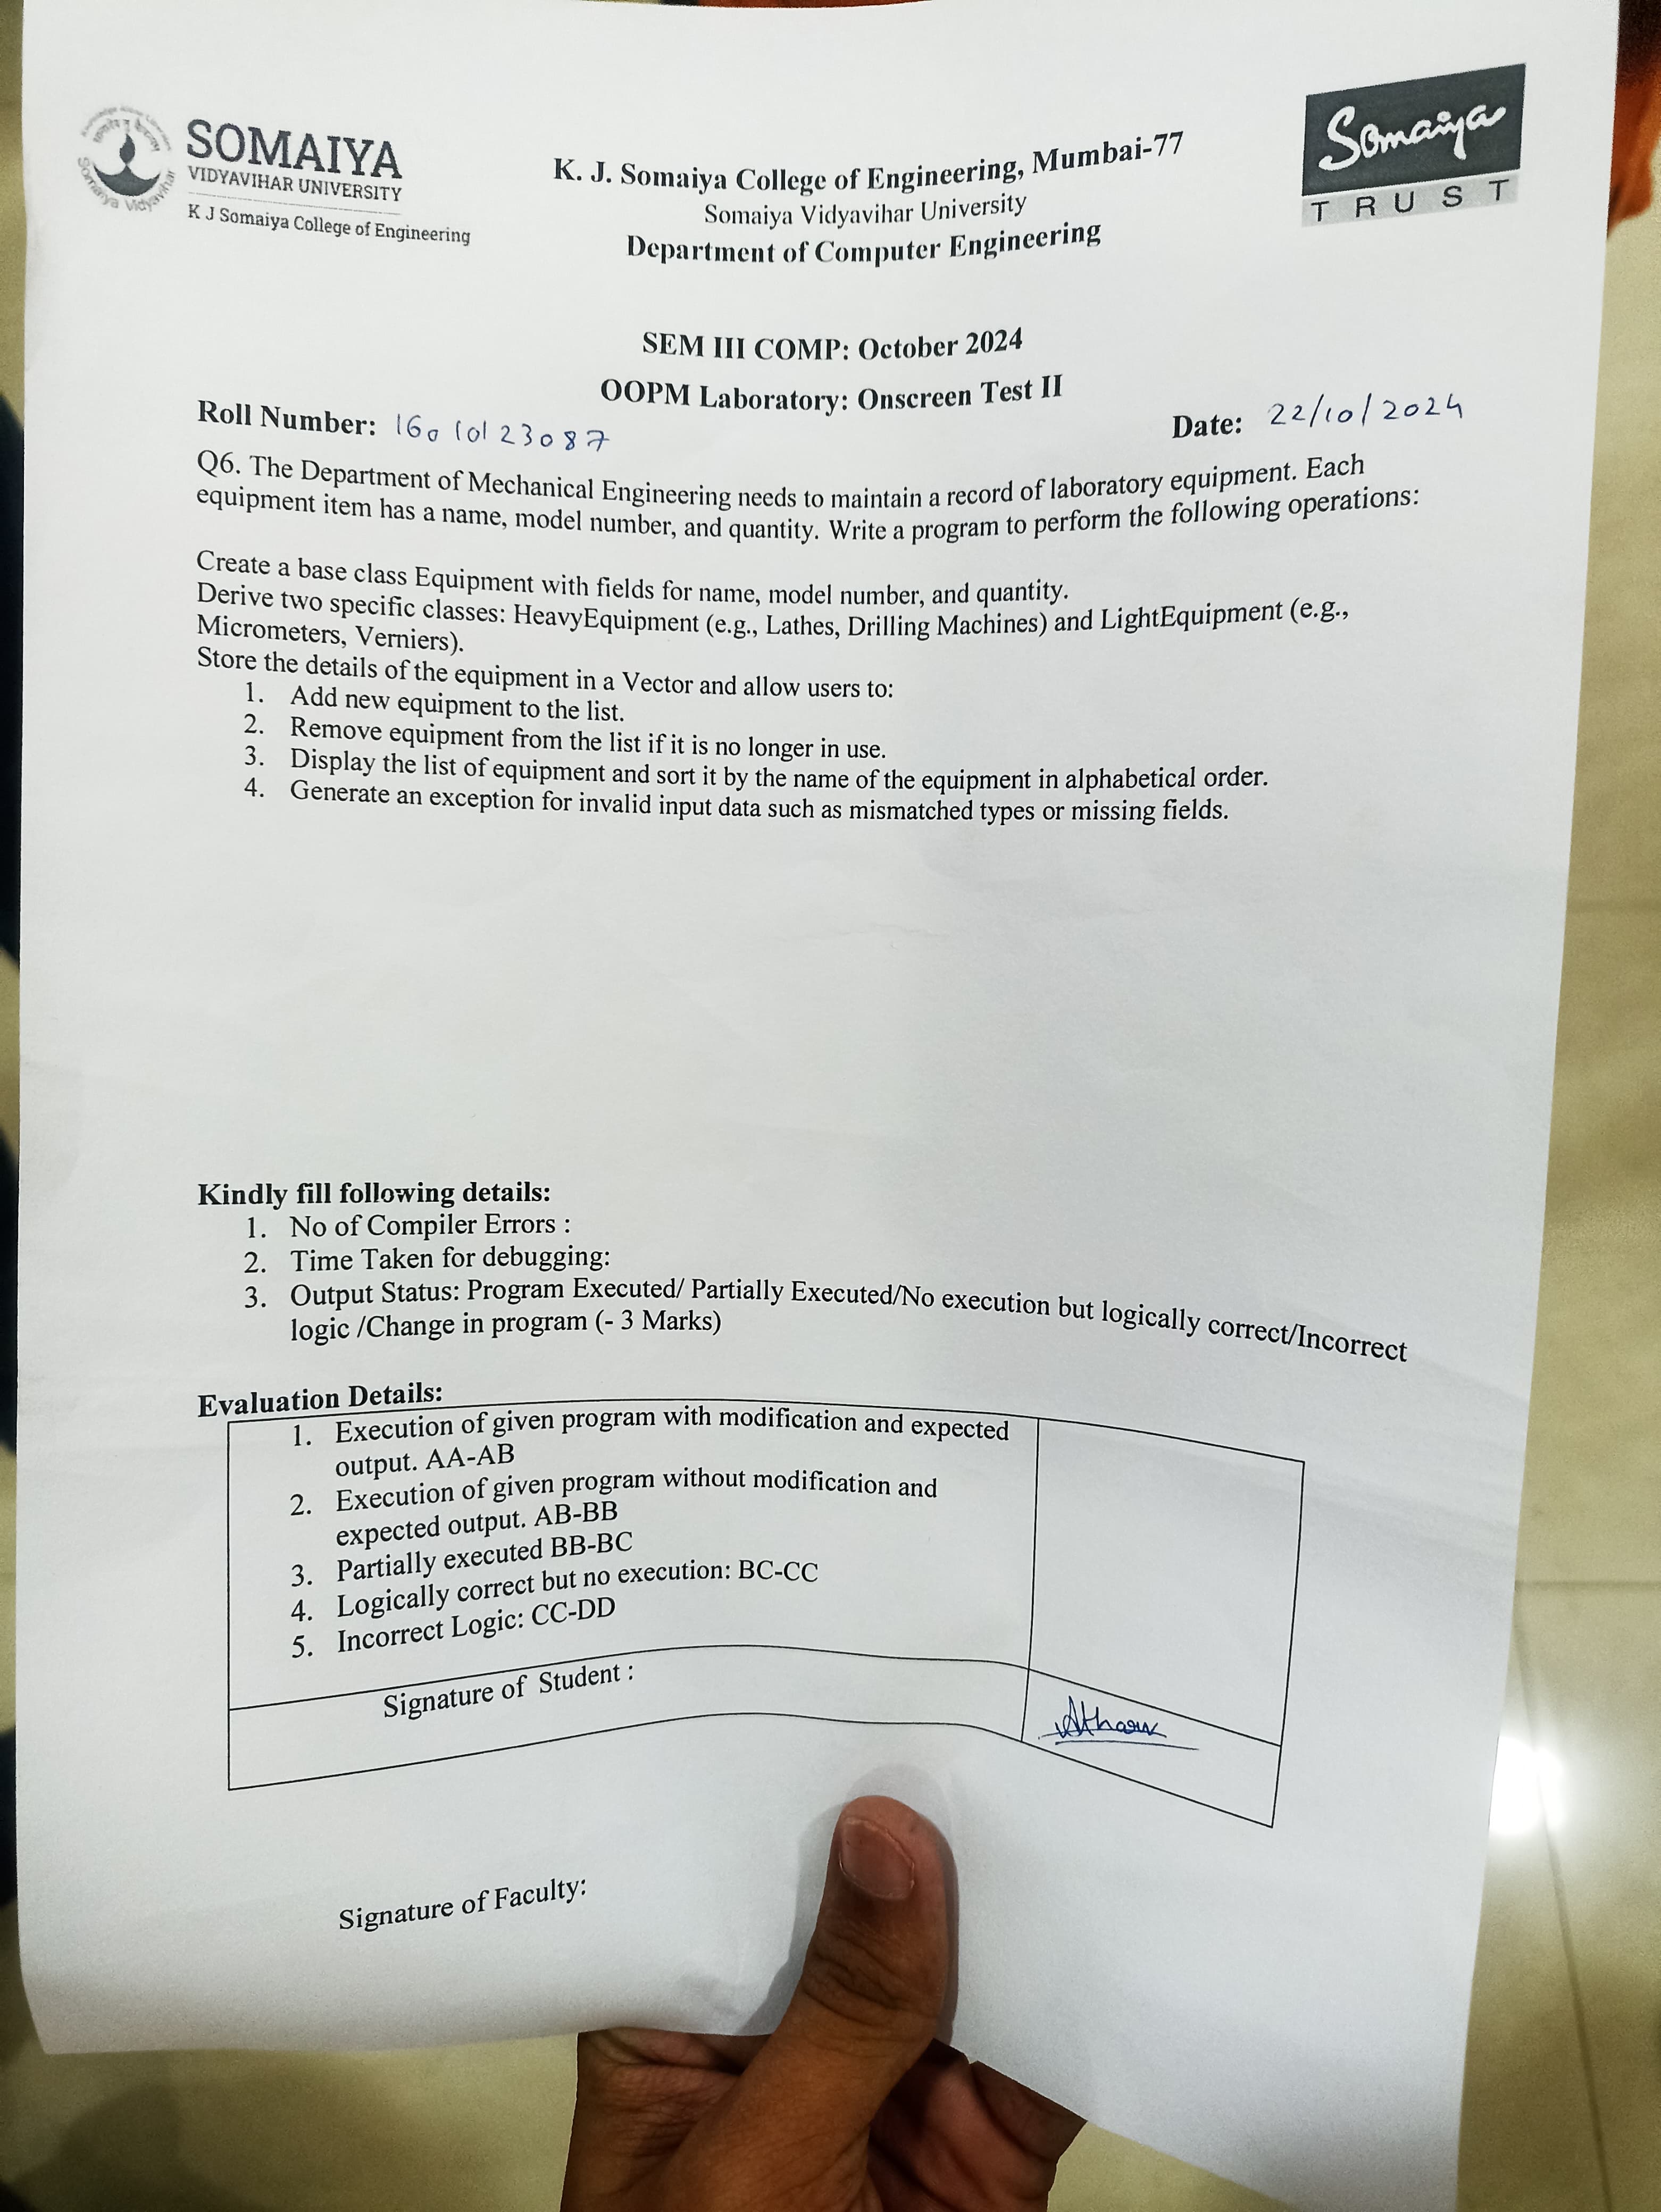 SOMAIYA
VIDYAVIHAR UNIVERSITY
K J Somaiya College of Engineering
Somaiya Vidyavihar
K. J. Somaiya College of Engineering, Mumbai-77
Somaiya Vidyavihar University
Department of Computer Engineering
Somaiya
TRUST
SEM III COMP: October 2024
OOPM Laboratory: Onscreen Test II
Roll Number: 16010123087
Date: 22/10/2024
Q6. The Department of Mechanical Engineering needs to maintain a record of laboratory equipment. Each
equipment item has a name, model number, and quantity. Write a program to perform the following operations:
Create a base class Equipment with fields for name, model number, and quantity.
Derive two specific classes: HeavyEquipment (e.g., Lathes, Drilling Machines) and LightEquipment (e.g.,
Micrometers, Verniers).
Store the details of the equipment in a Vector and allow users to:
1. Add new equipment to the list.
2. Remove equipment from the list if it is no longer in use.
3. Display the list of equipment and sort it by the name of the equipment in alphabetical order.
4. Generate an exception for invalid input data such as mismatched types or missing fields.
Kindly fill following details:
1. No of Compiler Errors :
2. Time Taken for debugging:
3. Output Status: Program Executed/ Partially Executed/No execution but logically correct/Incorrect
logic /Change in program (- 3 Marks)
Evaluation Details:
1. Execution of given program with modification and expected
output. AA-AB
2. Execution of given program without modification and
expected output. AB-BB
3. Partially executed BB-BC
4. Logically correct but no execution: BC-CC
5. Incorrect Logic: CC-DD
Signature of Student :
Atharv
Signature of Faculty: